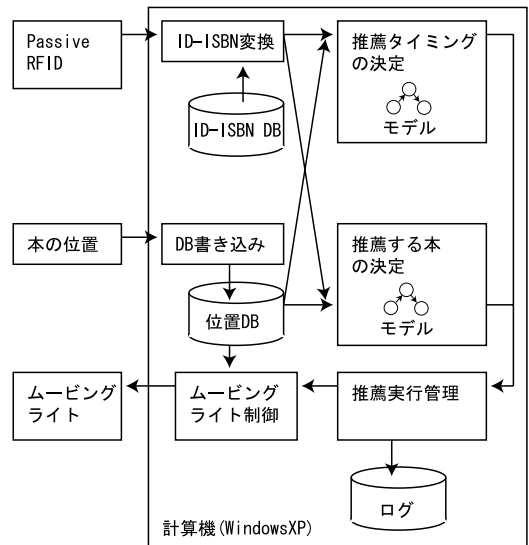 Passive
RFID
ID-ISBN変換
推薦タイミング
の決定
モデル
ID-ISBN DB
本の位置
DB書き込み
推薦する本
の決定
モデル
位置DB
ムービング
ライト
ムービング
ライト制御
推薦実行管理
ログ
計算機(WindowsXP)